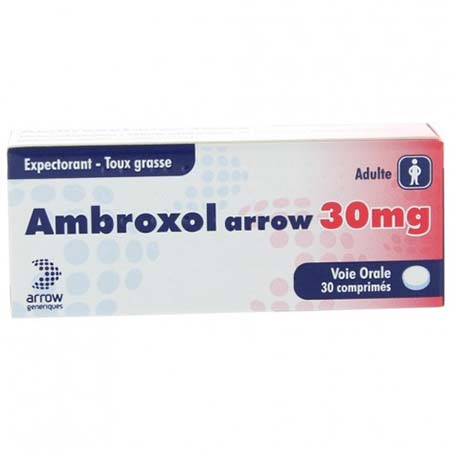 Expectorant - Toux grasse
Adulte
Ambroxol arrow 30mg
arrow
génériques
Voie Orale
30 comprimés